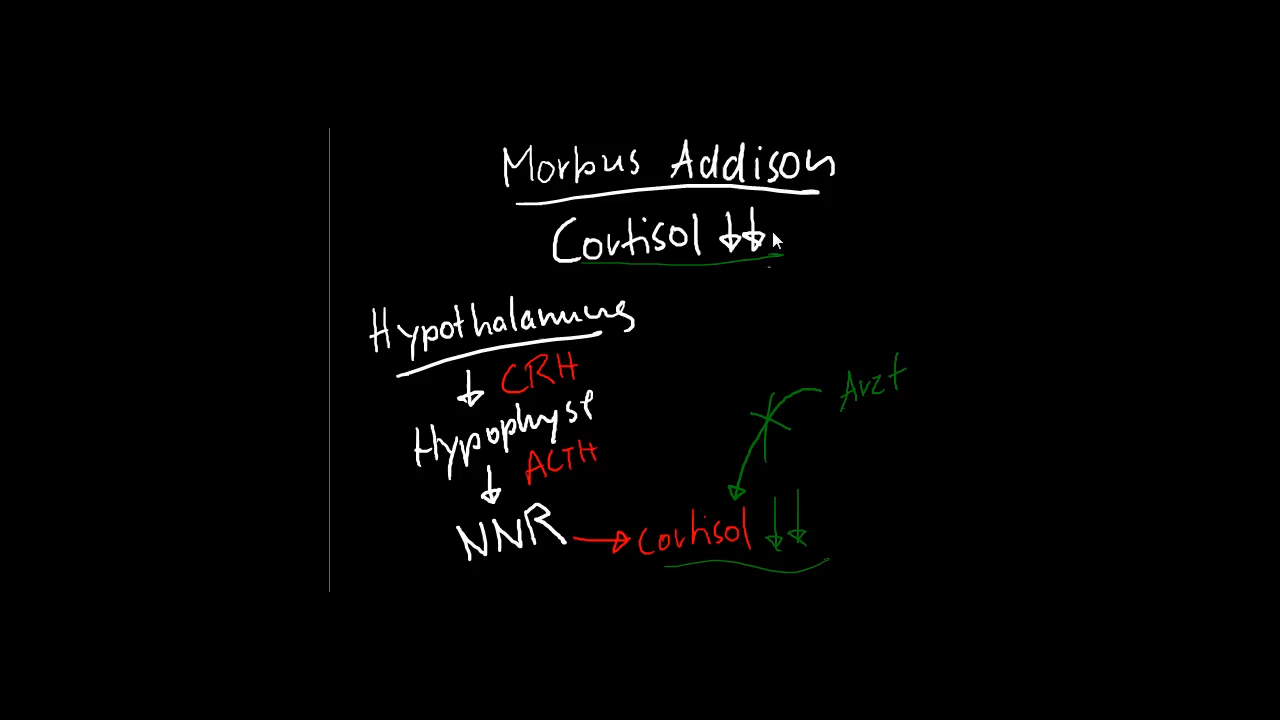 Morbus Addison
Cortisol ↓↓
Hypothalamus
↓ CRH
Hypophyse
↓ ACTH
NNR → Cortisol ↓↓
Arzt